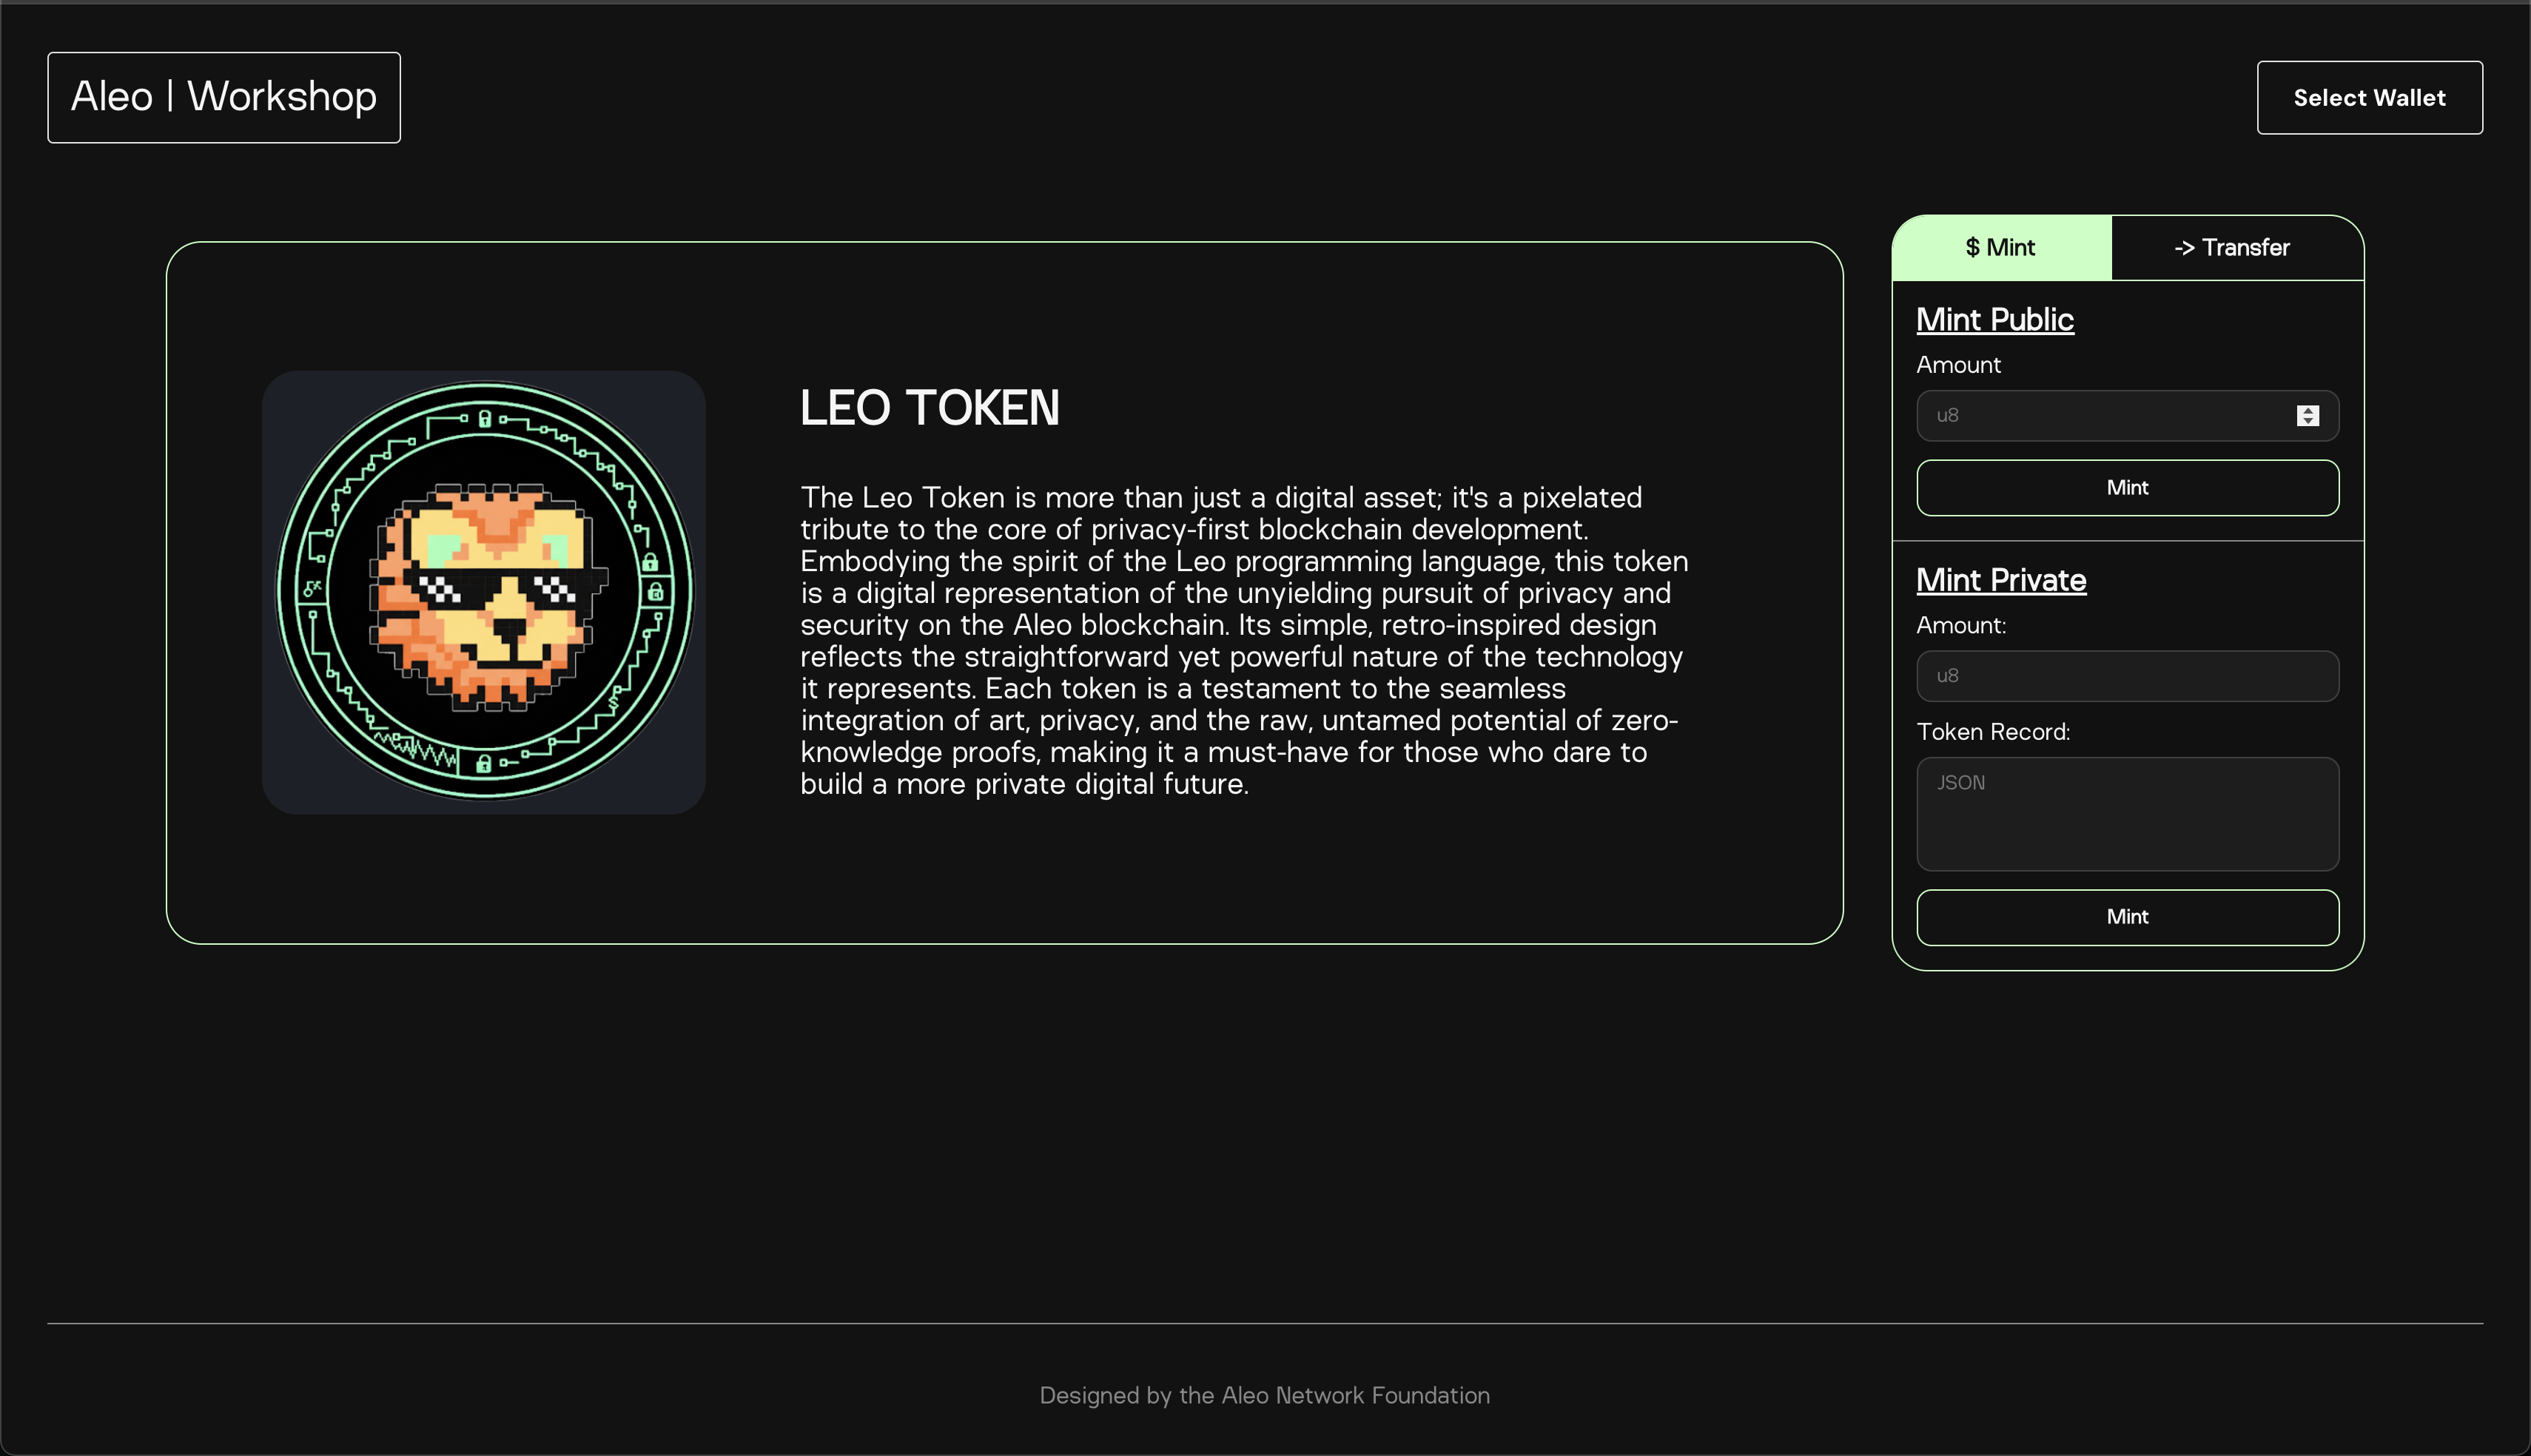 Aleo | Workshop
Select Wallet
$ Mint
-> Transfer
LEO TOKEN
The Leo Token is more than just a digital asset; it's a pixelated
tribute to the core of privacy-first blockchain development.
Embodying the spirit of the Leo programming language, this token
is a digital representation of the unyielding pursuit of privacy and
security on the Aleo blockchain. Its simple, retro-inspired design
reflects the straightforward yet powerful nature of the technology
it represents. Each token is a testament to the seamless
integration of art, privacy, and the raw, untamed potential of zero-
knowledge proofs, making it a must-have for those who dare to
build a more private digital future.
Mint Public
Amount
u8
Mint
Mint Private
Amount:
u8
Token Record:
JSON
Mint
Designed by the Aleo Network Foundation